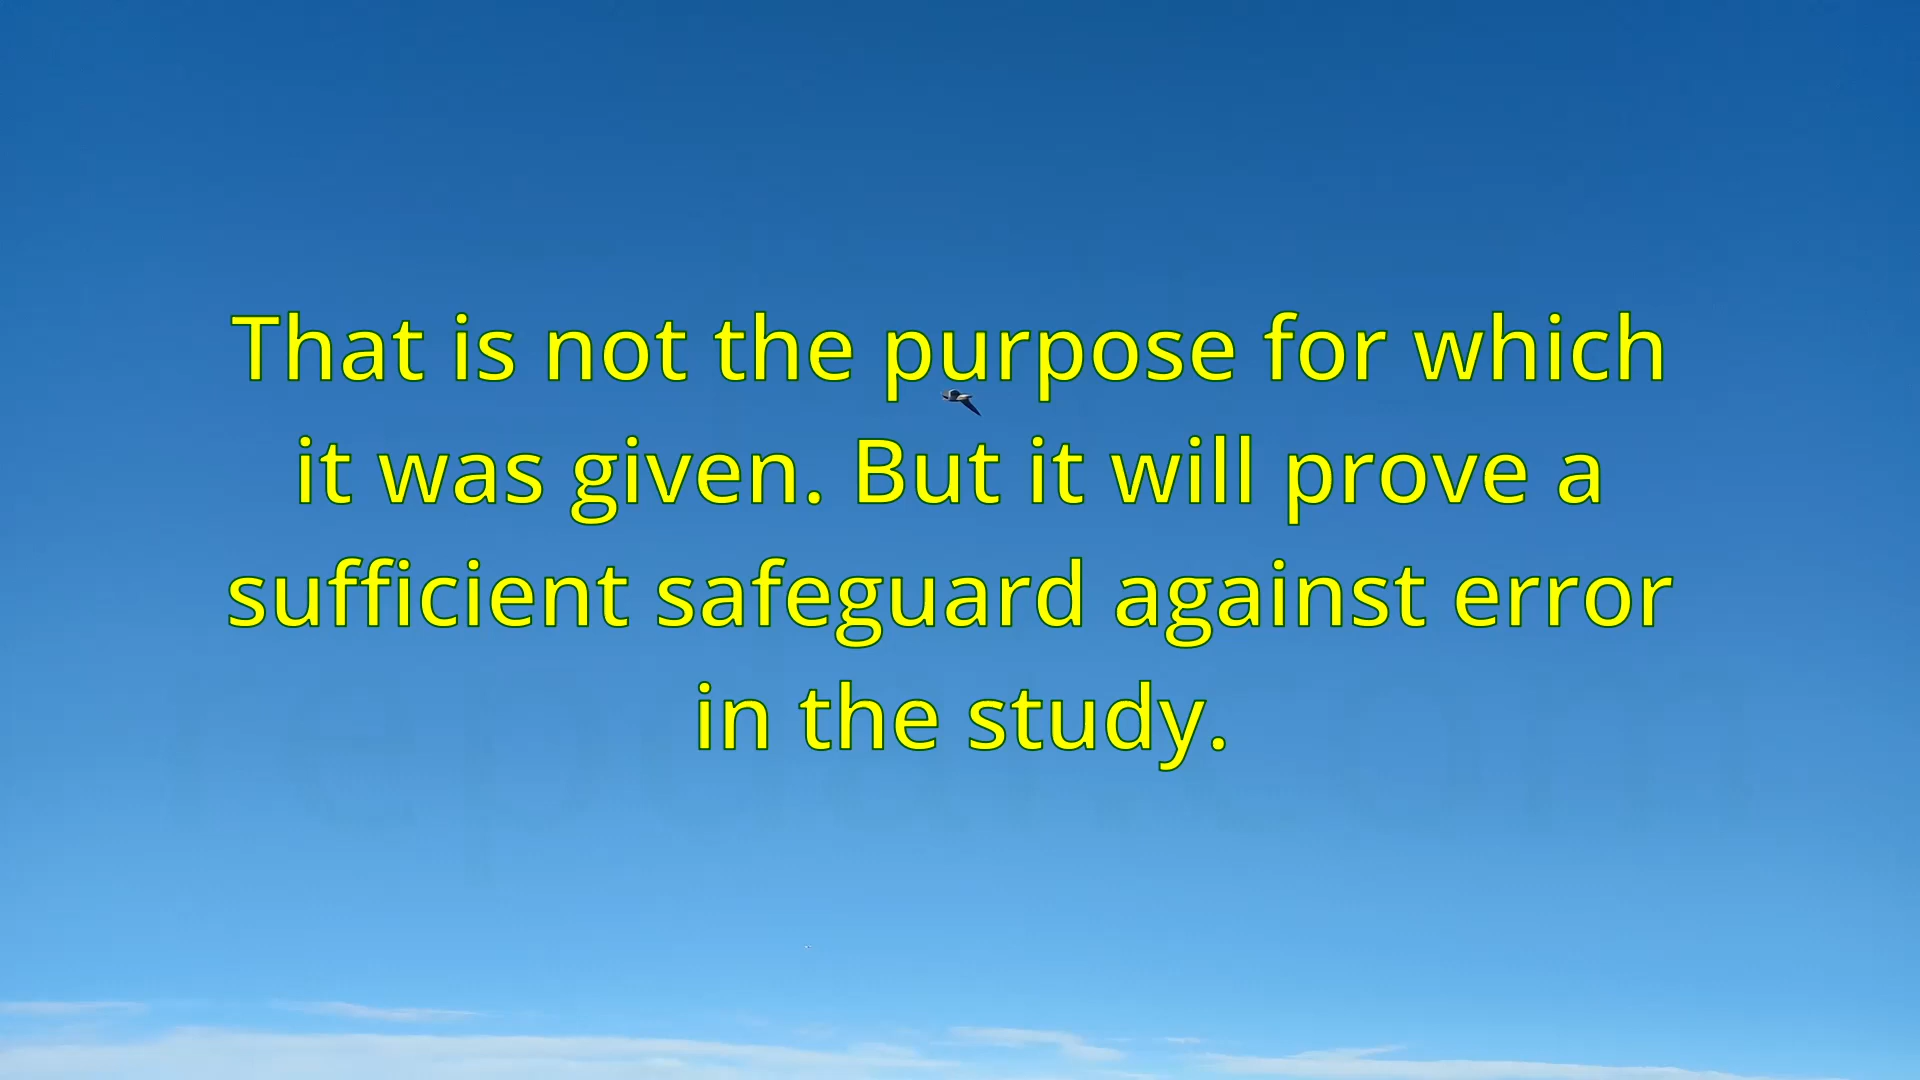 That is not the purpose for which
it was given. But it will prove a
sufficient safeguard against error
in the study.